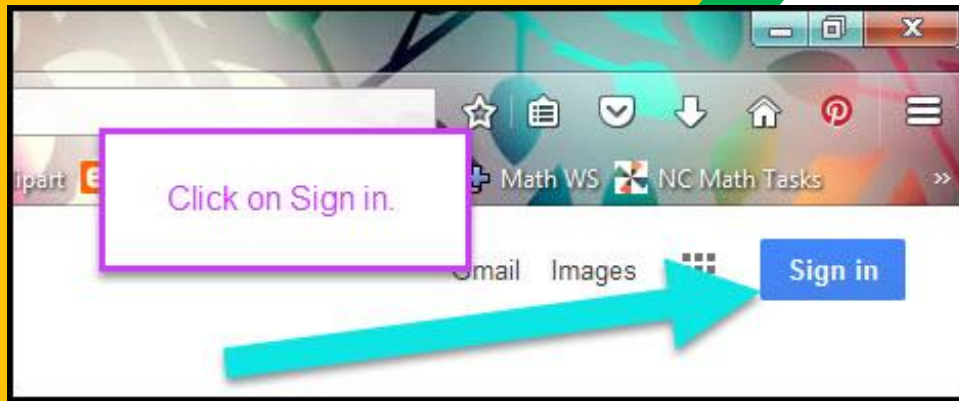 ipart
Math WS NC Math Tasks »
Click on Sign in.
Gmail Images Sign in